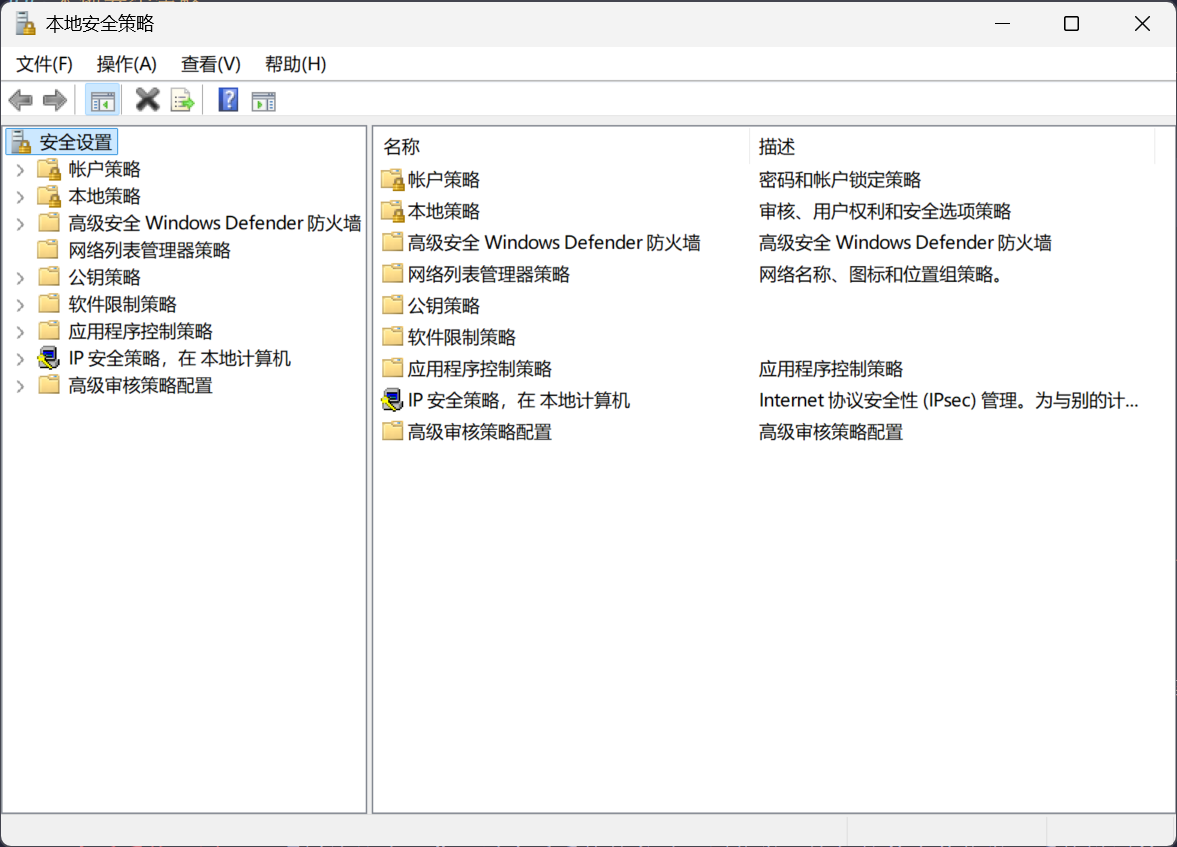 本地安全策略
文件(F) 操作(A) 查看(V) 帮助(H)
安全设置
帐户策略
本地策略
高级安全 Windows Defender 防火墙
网络列表管理器策略
公钥策略
软件限制策略
应用程序控制策略
IP 安全策略，在 本地计算机
高级审核策略配置
名称 描述
帐户策略 密码和帐户锁定策略
本地策略 审核、用户权利和安全选项策略
高级安全 Windows Defender 防火墙 高级安全 Windows Defender 防火墙
网络列表管理器策略 网络名称、图标和位置组策略。
公钥策略
软件限制策略
应用程序控制策略 应用程序控制策略
IP 安全策略，在 本地计算机 Internet 协议安全性 (IPsec) 管理。为与别的计...
高级审核策略配置 高级审核策略配置